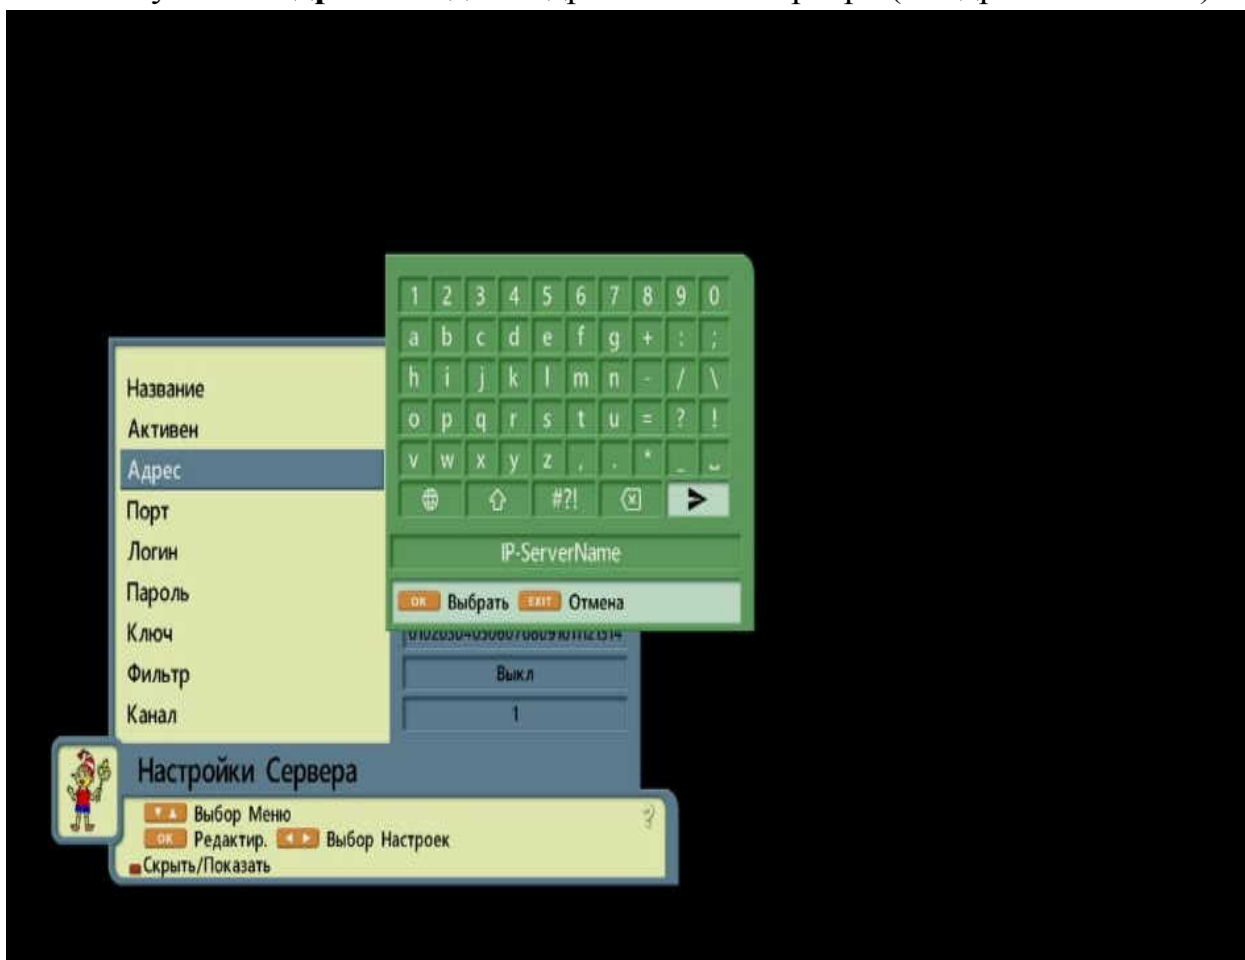 1 2 3 4 5 6 7 8 9 0
a b c d e f g + : ;
h i j k l m n - / \
o p q r s t u = ? !
v w x y z , . * _ ␣
#?!
IP-ServerName
OK Выбрать EXIT Отмена
Название
Активен
Адрес
Порт
Логин
Пароль
Ключ
Фильтр Выкл
Канал 1
Настройки Сервера
Выбор Меню
OK Редактир. Выбор Настроек
Скрыть/Показать